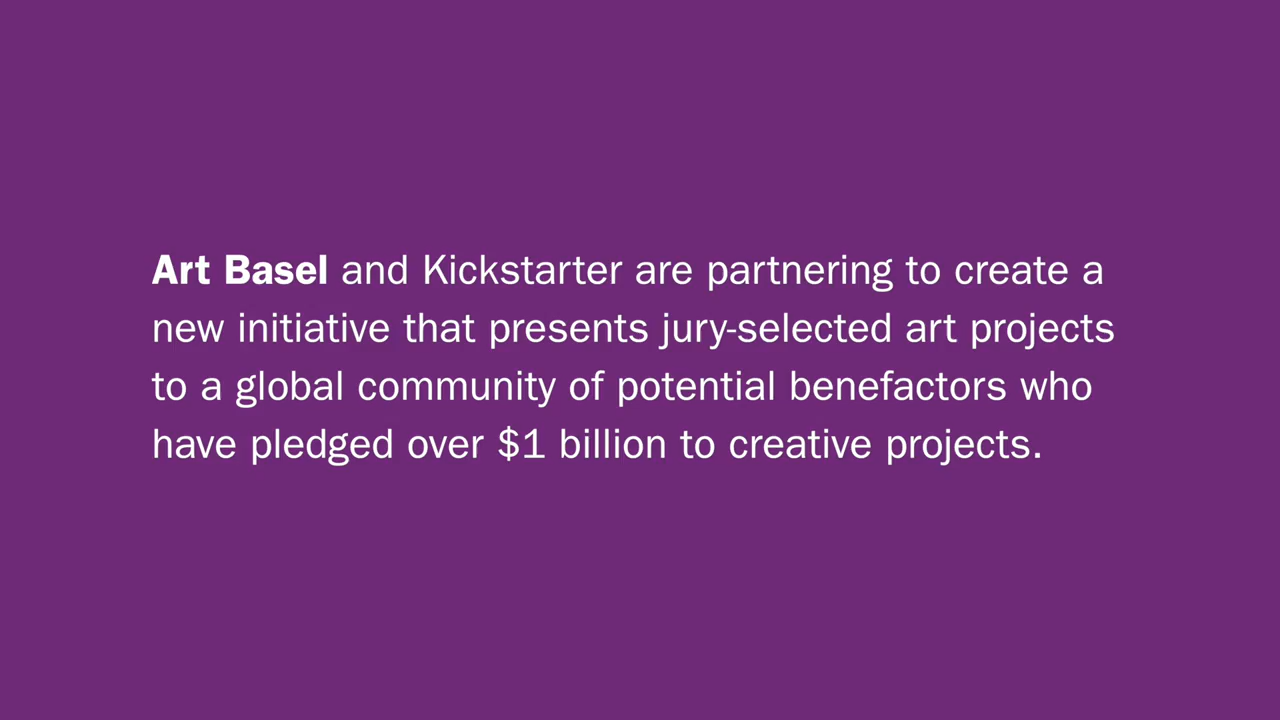 Art Basel and Kickstarter are partnering to create a
new initiative that presents jury-selected art projects
to a global community of potential benefactors who
have pledged over $1 billion to creative projects.